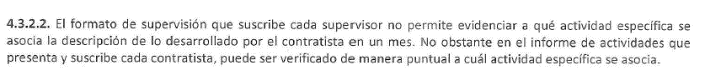 4.3.2.2. El formato de supervisión que suscribe cada supervisor no permite evidenciar a qué actividad específica se
asocia la descripción de lo desarrollado por el contratista en un mes. No obstante en el informe de actividades que
presenta y suscribe cada contratista, puede ser verificado de manera puntual a cuál actividad específica se asocia.